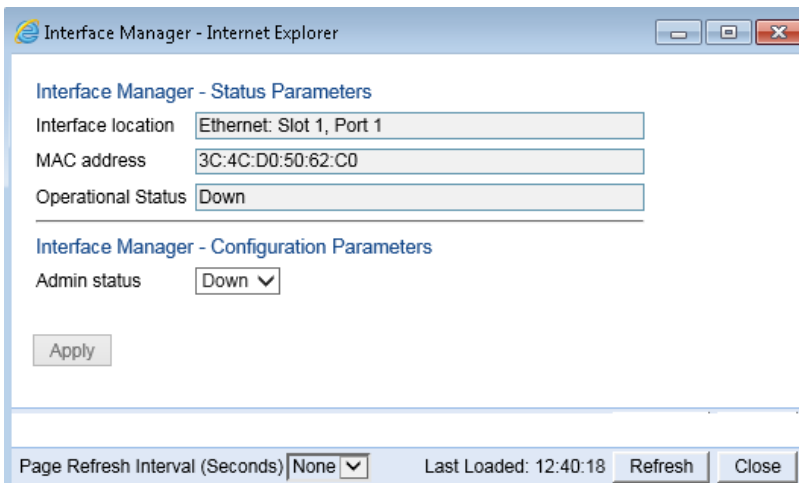 Interface Manager - Internet Explorer
Interface Manager - Status Parameters
Interface location Ethernet: Slot 1, Port 1
MAC address 3C:4C:D0:50:62:C0
Operational Status Down
Interface Manager - Configuration Parameters
Admin status Down
Apply
Page Refresh Interval (Seconds) None Last Loaded: 12:40:18 Refresh Close